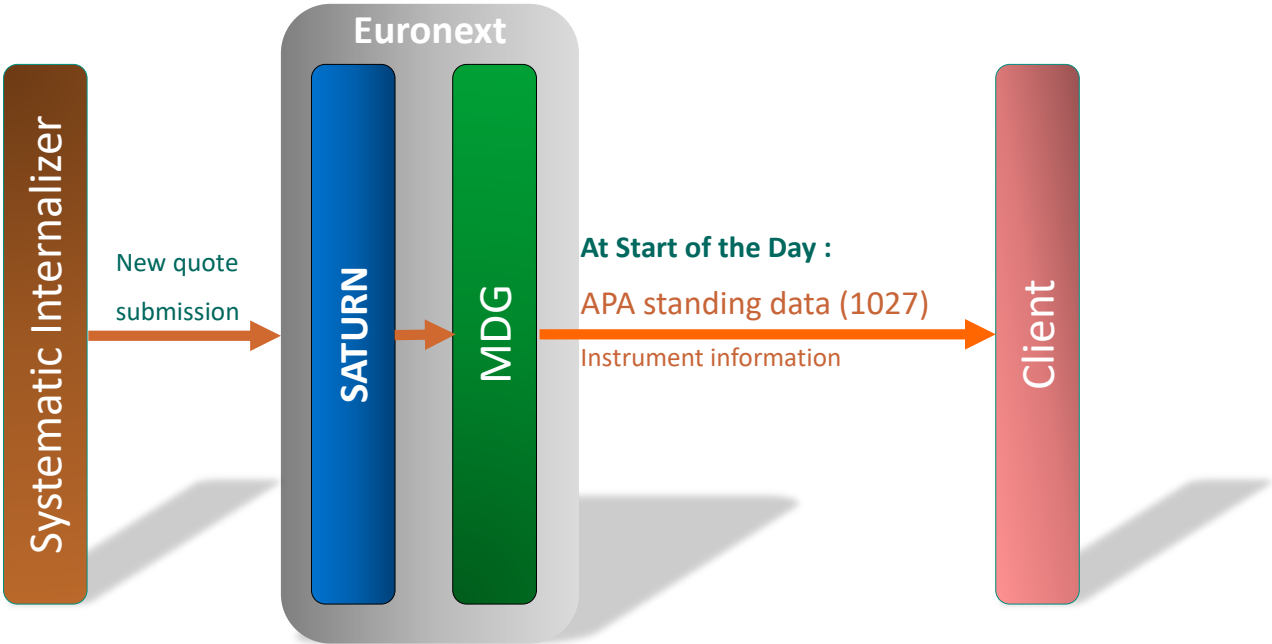 Euronext
Systematic Internalizer
New quote
submission
SATURN
MDG
At Start of the Day :
APA standing data (1027)
Instrument information
Client